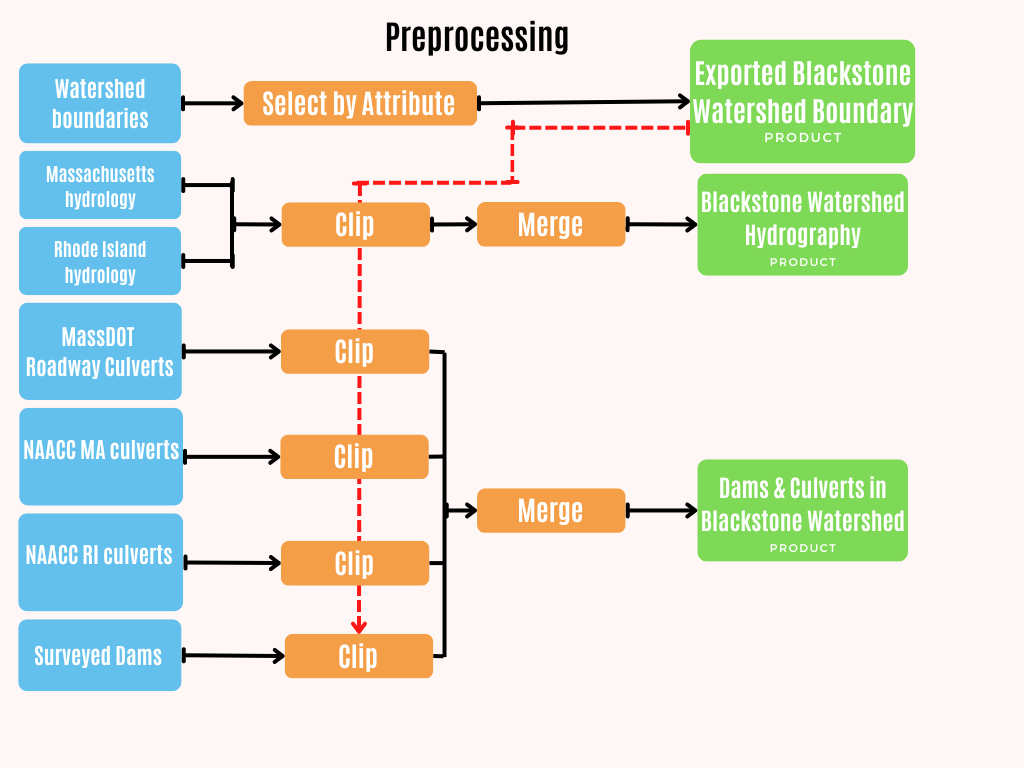 Preprocessing
Watershed
boundaries
Select by Attribute
Exported Blackstone
Watershed Boundary
PRODUCT
Massachusetts
hydrology
Rhode Island
hydrology
Clip
Merge
Blackstone Watershed
Hydrography
PRODUCT
MassDOT
Roadway Culverts
Clip
NAACC MA culverts
Clip
NAACC RI culverts
Clip
Surveyed Dams
Clip
Merge
Dams & Culverts in
Blackstone Watershed
PRODUCT